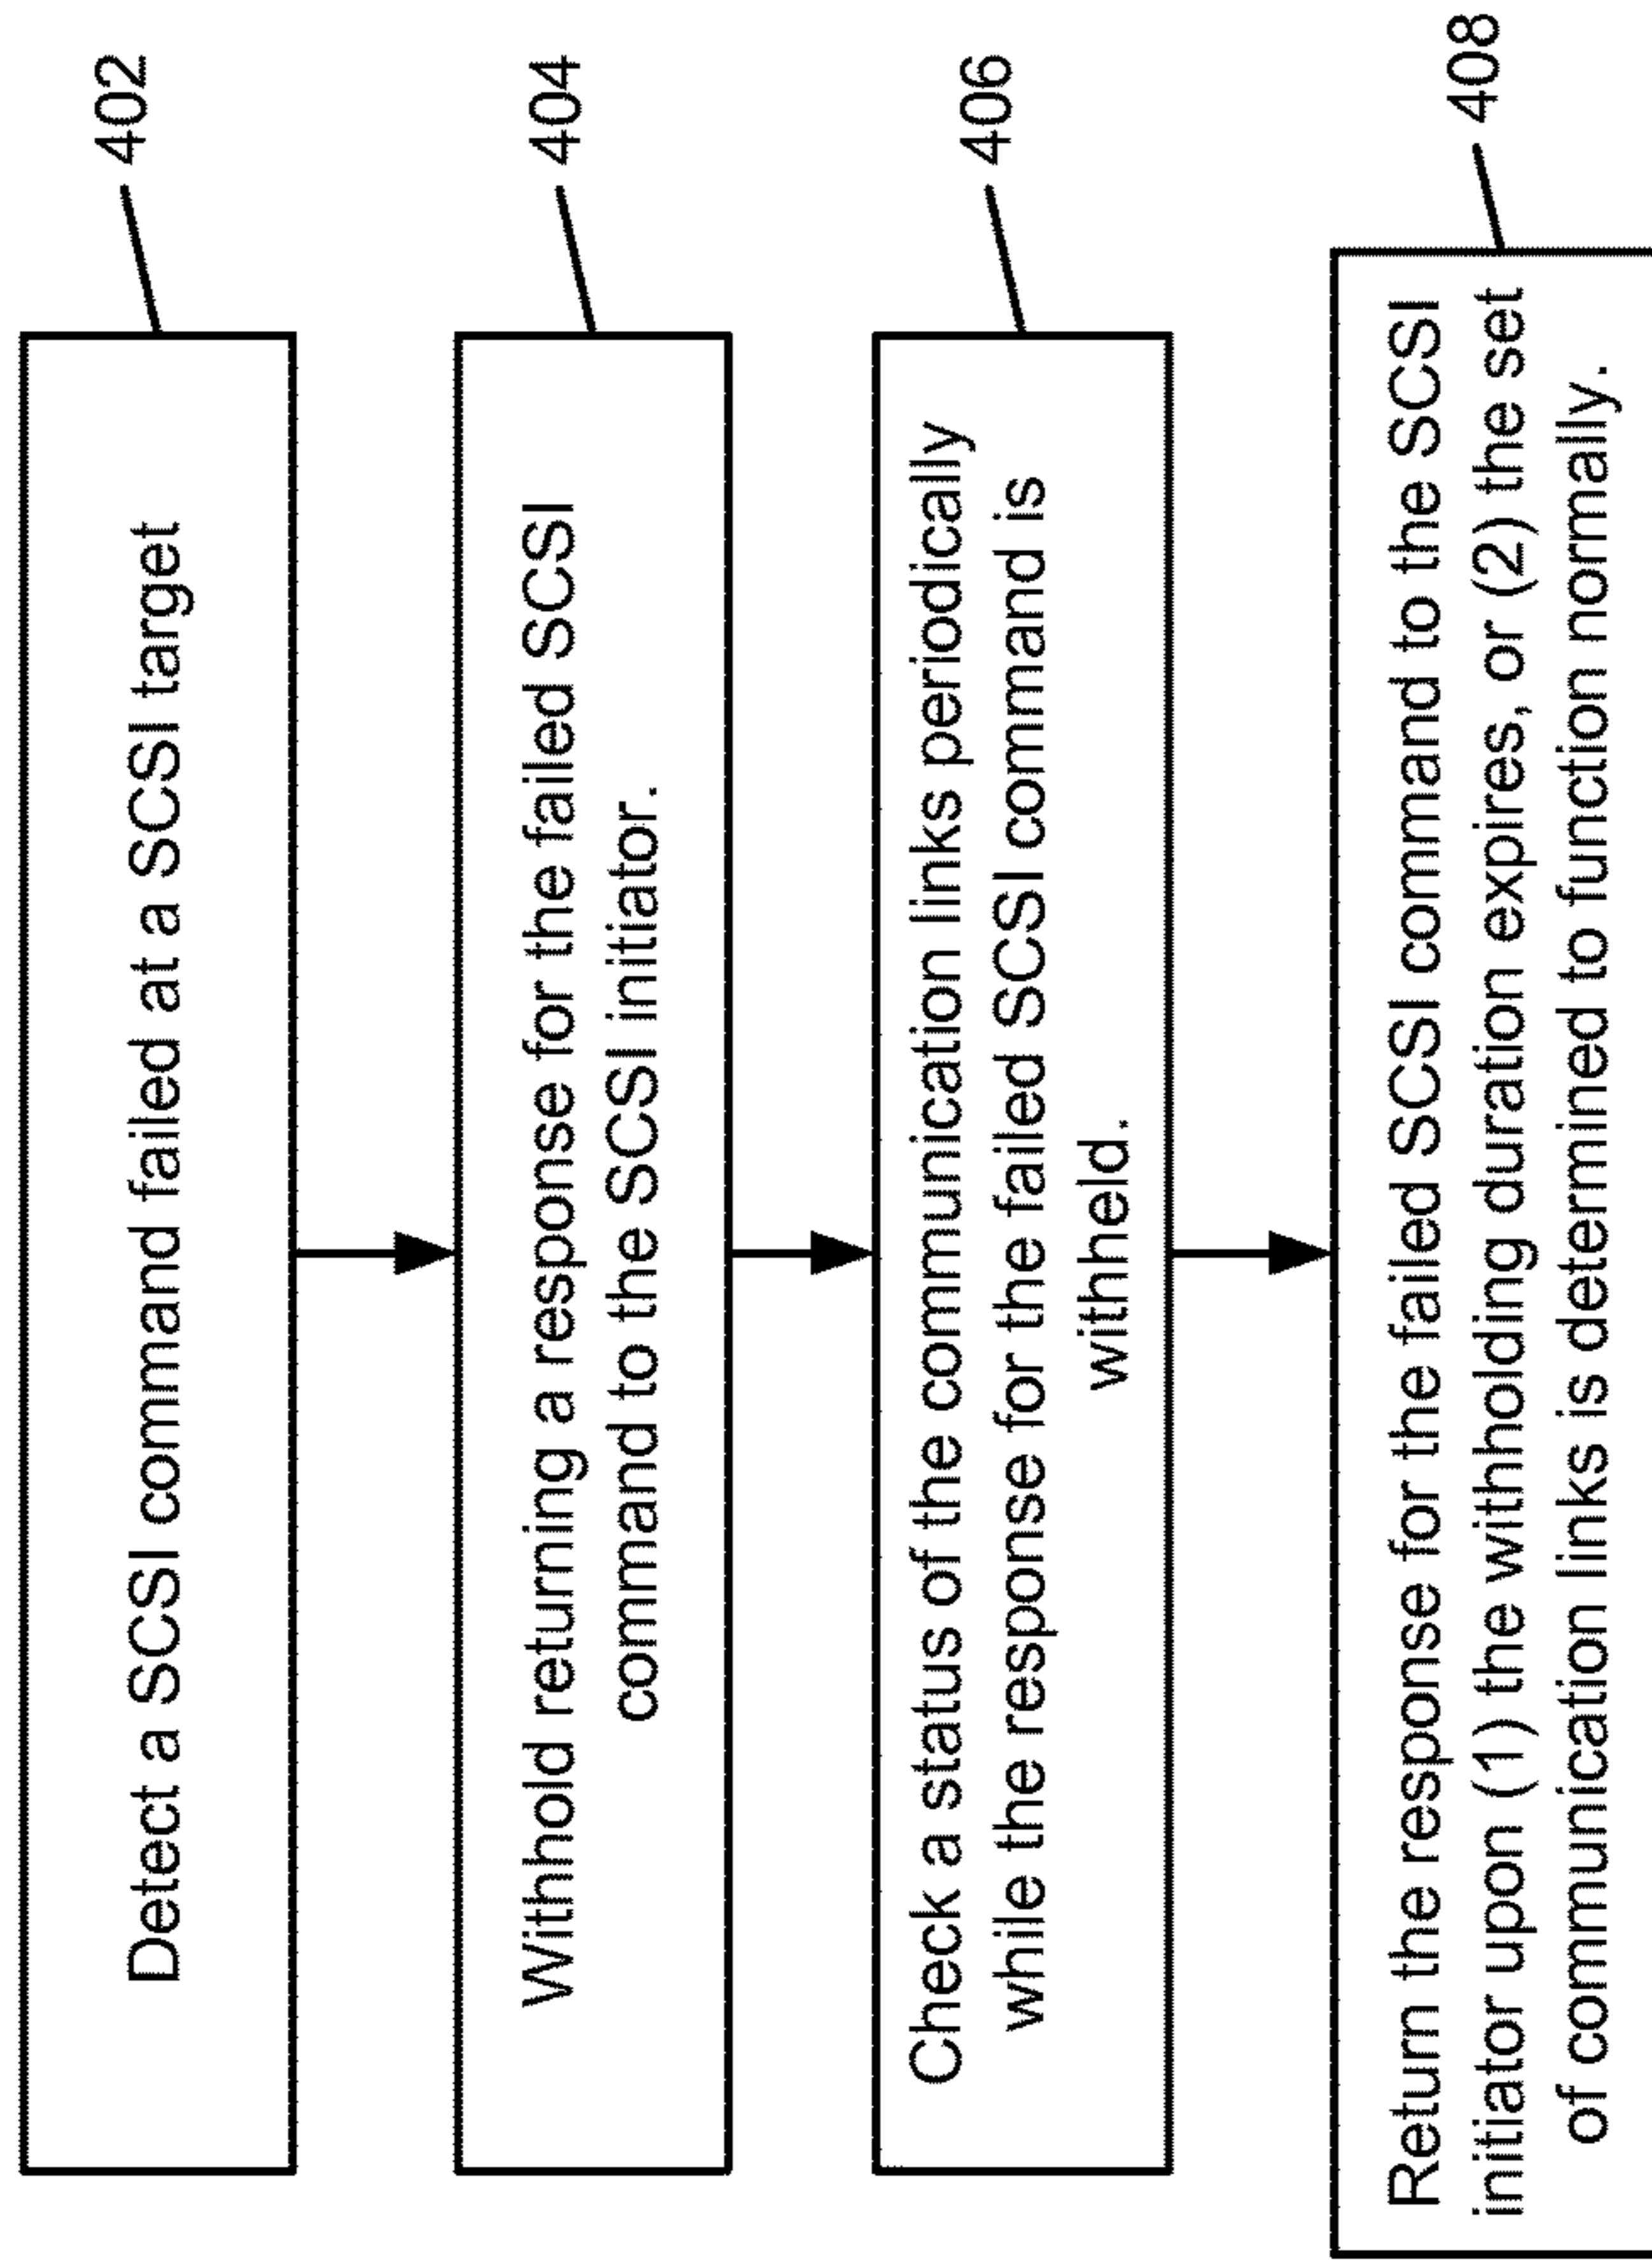 Detect a SCSI command failed at a SCSI target
402
Withhold returning a response for the failed SCSI
command to the SCSI initiator.
404
Check a status of the communication links periodically
while the response for the failed SCSI command is
withheld.
406
Return the response for the failed SCSI command to the SCSI
initiator upon (1) the withholding duration expires, or (2) the set
of communication links is determined to function normally.
408